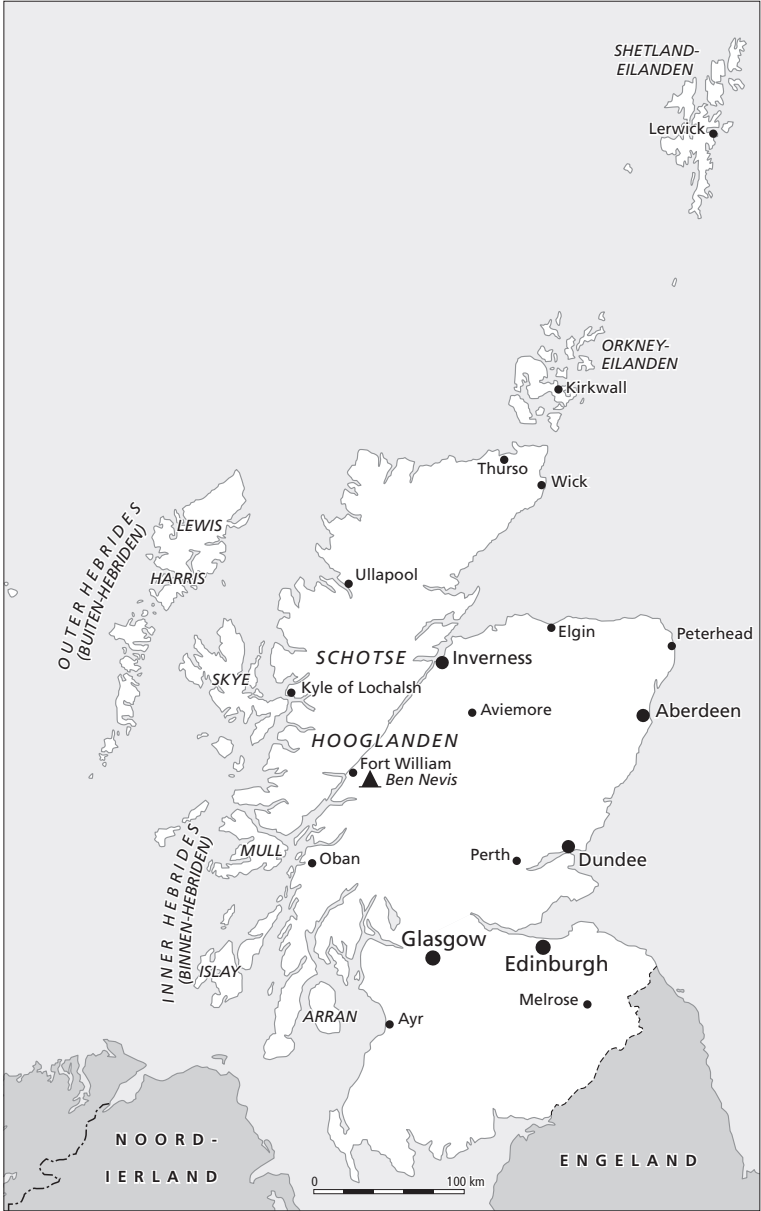 SHETLAND-
EILANDEN
Lerwick
ORKNEY-
EILANDEN
Kirkwall
Thurso
Wick
OUTER HEBRIDES
(BUITEN-HEBRIDEN)
LEWIS
HARRIS
Ullapool
Elgin
Peterhead
SCHOTSE
Inverness
SKYE
Kyle of Lochalsh
Aviemore
Aberdeen
HOOGLANDEN
Fort William
Ben Nevis
INNER HEBRIDES
(BINNEN-HEBRIDEN)
MULL
Oban
Perth
Dundee
Glasgow
Edinburgh
ISLAY
Melrose
ARRAN
Ayr
NOORD-
IERLAND
ENGELAND
0 100 km